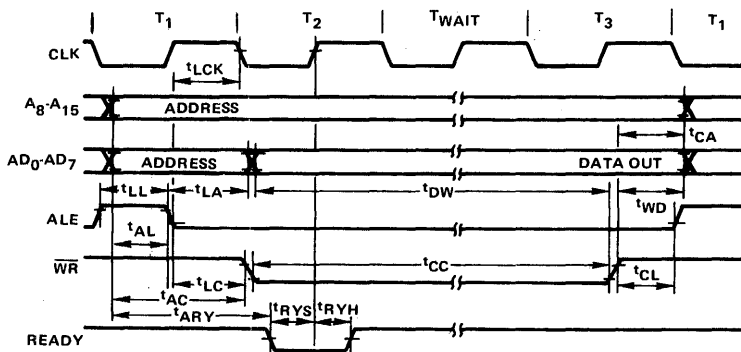 T1 T2 TWAIT T3 T1
CLK
tLCK
A8-A15
ADDRESS
tCA
AD0-AD7
ADDRESS
DATA OUT
tLL
tLA
tDW
tWD
ALE
tAL
WR
tCC
tLC
tCL
tAC
tARY
tRYS
tRYH
READY